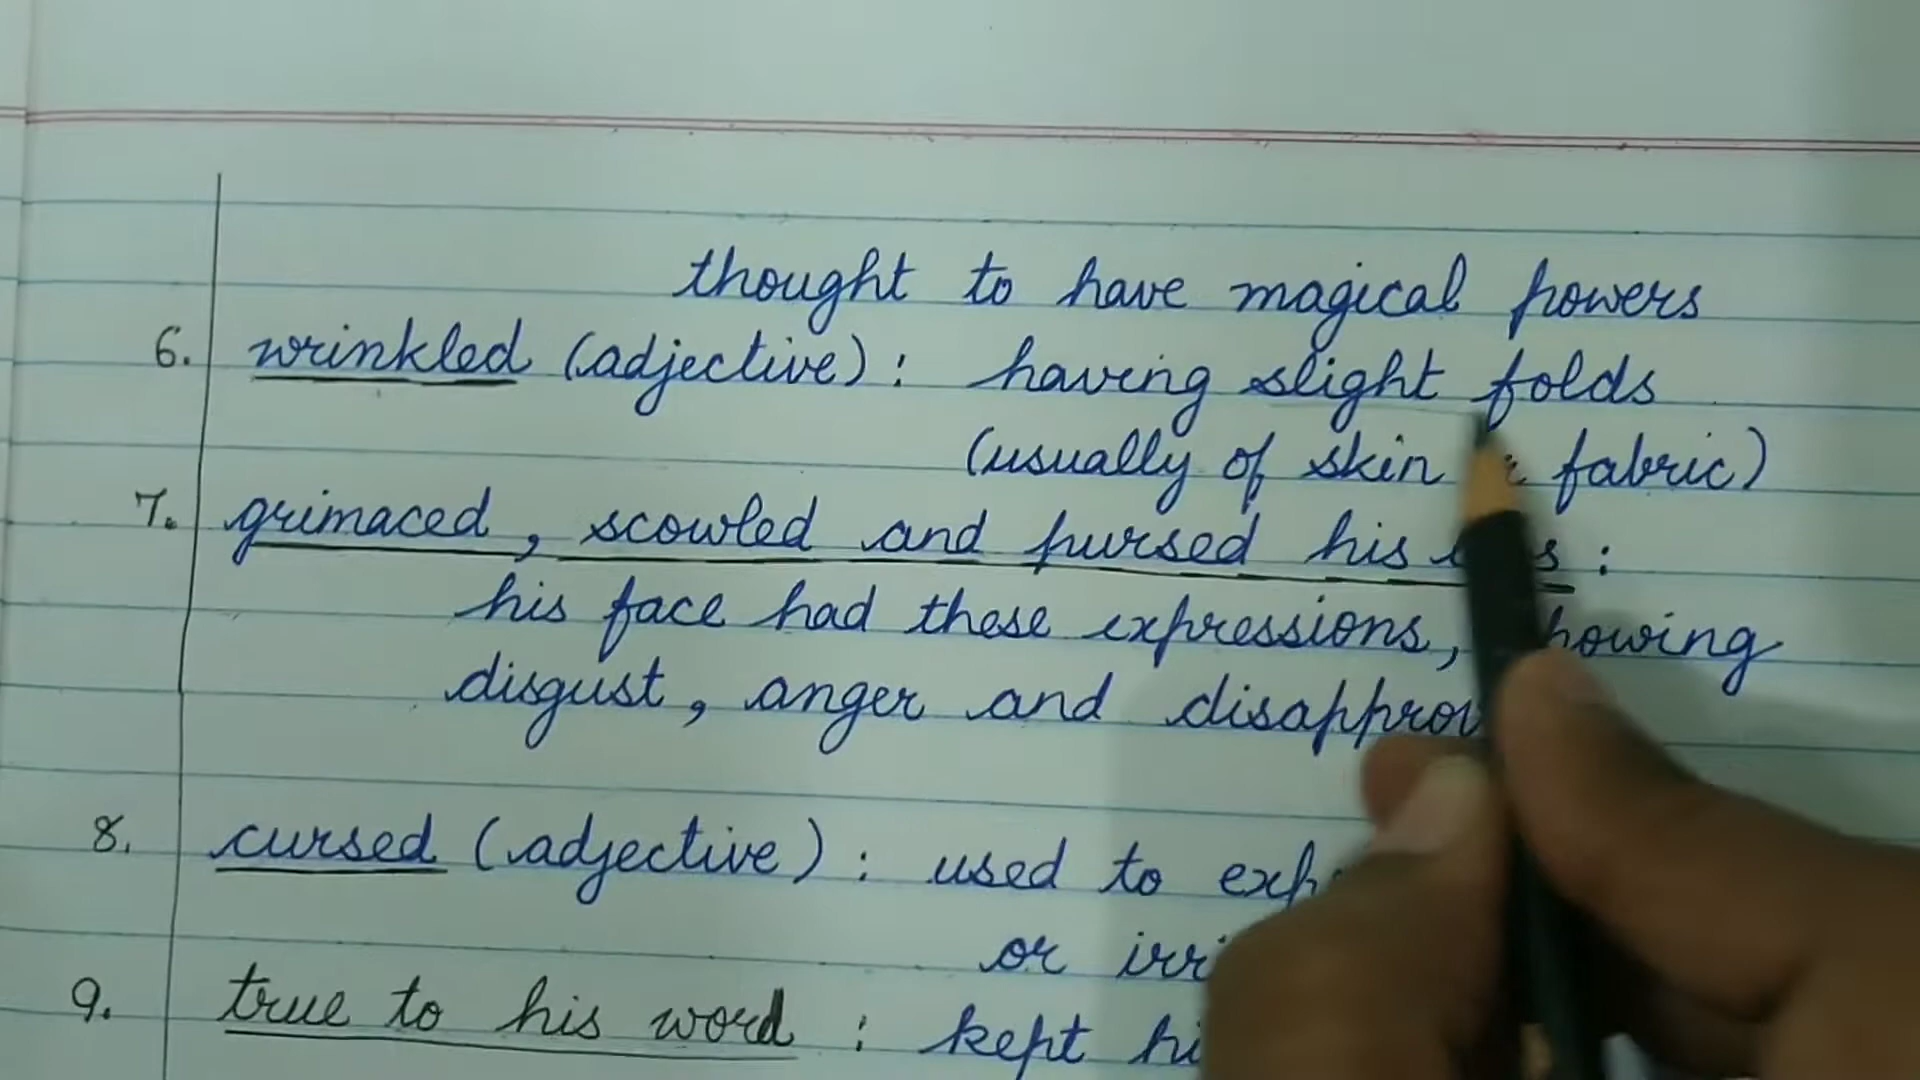 thought to have magical powers
6. wrinkled (adjective) : having slight folds
(usually of skin fabric)
7. grimaced, scowled and pursed his :
his face had these expressions,
disgust, anger and
8. cursed (adjective) : used to
or
9. true to his word : kept